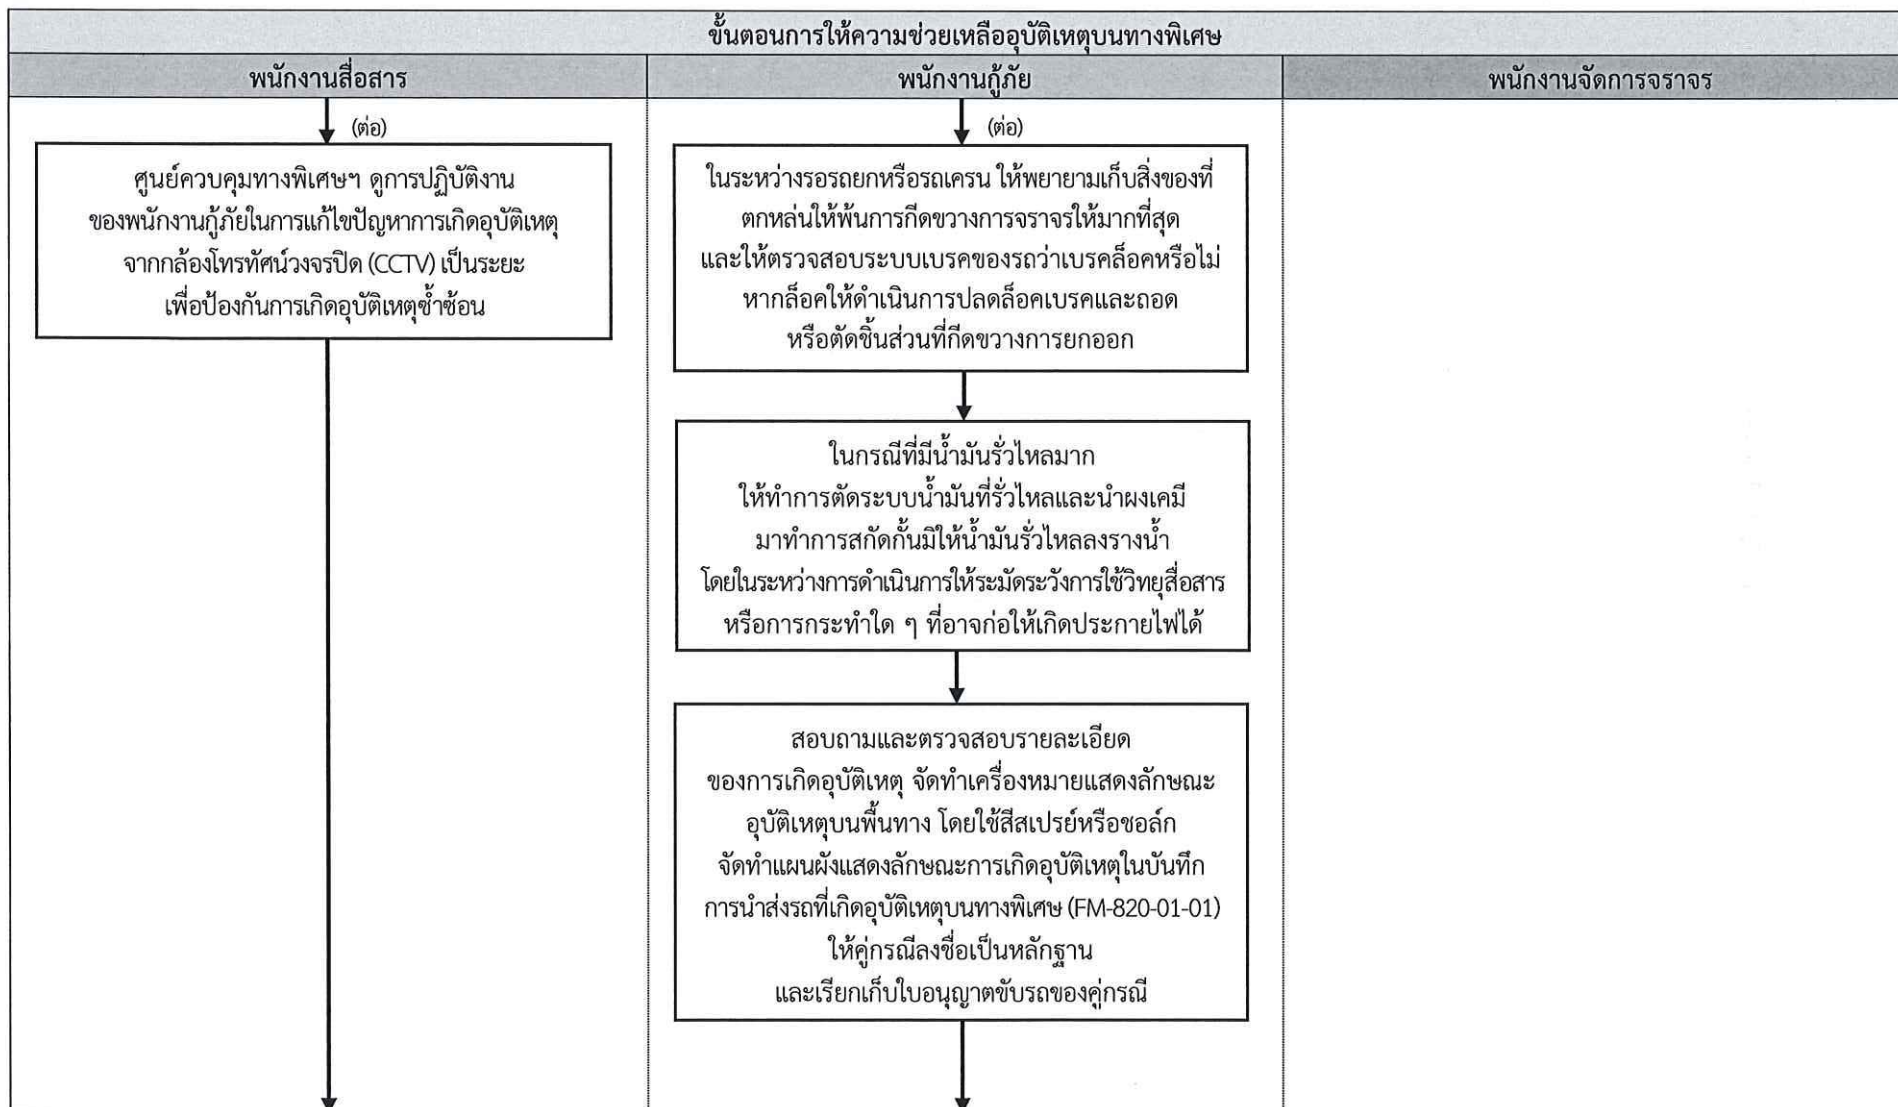 ขั้นตอนการให้ความช่วยเหลืออุบัติเหตุบนทางพิเศษ
พนักงานสื่อสาร
พนักงานกู้ภัย
พนักงานจัดการจราจร
(ต่อ)
ศูนย์ควบคุมทางพิเศษฯ ดูการปฏิบัติงาน
ของพนักงานกู้ภัยในการแก้ไขปัญหาการเกิดอุบัติเหตุ
จากกล้องโทรทัศน์วงจรปิด (CCTV) เป็นระยะ
เพื่อป้องกันการเกิดอุบัติเหตุซ้ำซ้อน
(ต่อ)
ในระหว่างรอรถยกหรือรถเครน ให้พยายามเก็บสิ่งของที่
ตกหล่นให้พ้นการกีดขวางการจราจรให้มากที่สุด
และให้ตรวจสอบระบบเบรคของรถว่าเบรคล็อคหรือไม่
หากล็อคให้ดำเนินการปลดล็อคเบรคและถอด
หรือตัดชิ้นส่วนที่กีดขวางการยกออก
ในกรณีที่มีน้ำมันรั่วไหลมาก
ให้ทำการตัดระบบน้ำมันที่รั่วไหลและนำผงเคมี
มาทำการสกัดกั้นมิให้น้ำมันรั่วไหลลงรางน้ำ
โดยในระหว่างการดำเนินการให้ระมัดระวังการใช้วิทยุสื่อสาร
หรือการกระทำใด ๆ ที่อาจก่อให้เกิดประกายไฟได้
สอบถามและตรวจสอบรายละเอียด
ของการเกิดอุบัติเหตุ จัดทำเครื่องหมายแสดงลักษณะ
อุบัติเหตุบนพื้นทาง โดยใช้สีสเปรย์หรือชอล์ก
จัดทำแผนผังแสดงลักษณะการเกิดอุบัติเหตุในบันทึก
การนำส่งรถที่เกิดอุบัติเหตุบนทางพิเศษ (FM-820-01-01)
ให้คู่กรณีลงชื่อเป็นหลักฐาน
และเรียกเก็บใบอนุญาตขับรถของคู่กรณี